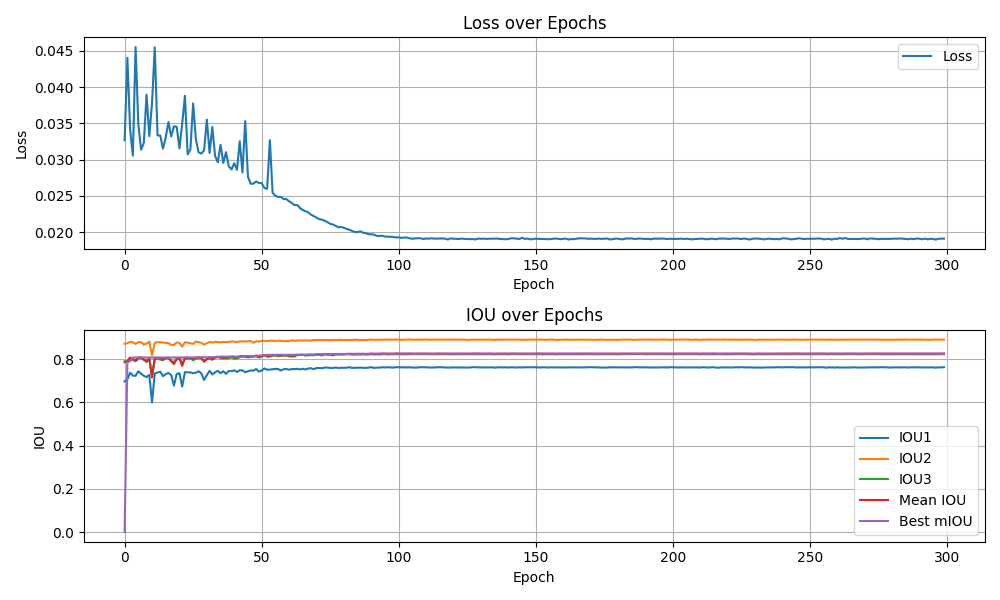 Loss over Epochs
0.045
0.040
0.035
0.030
0.025
0.020
Loss
Loss
0 50 100 150 200 250 300
Epoch
IOU over Epochs
0.8
0.6
0.4
0.2
0.0
IOU
IOU1
IOU2
IOU3
Mean IOU
Best mIOU
0 50 100 150 200 250 300
Epoch